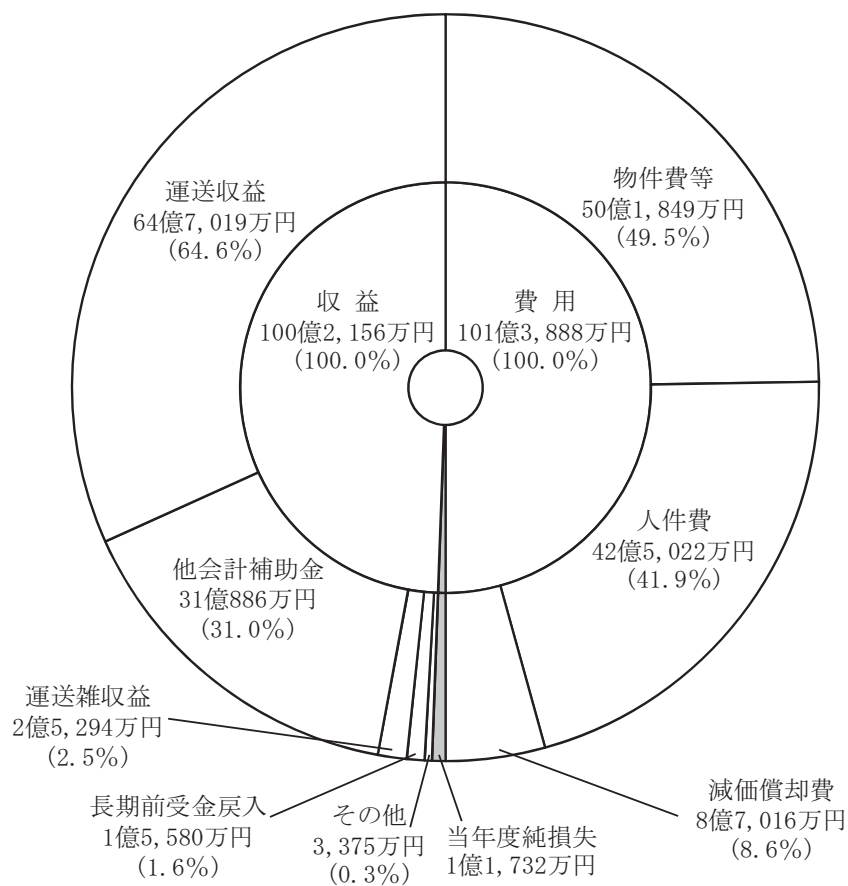 運送収益
64億7,019万円
(64.6%)
物件費等
50億1,849万円
(49.5%)
収 益
100億2,156万円
(100.0%)
費 用
101億3,888万円
(100.0%)
人件費
42億5,022万円
(41.9%)
他会計補助金
31億886万円
(31.0%)
運送雑収益
2億5,294万円
(2.5%)
長期前受金戻入
1億5,580万円
(1.6%)
その他
3,375万円
(0.3%)
当年度純損失
1億1,732万円
減価償却費
8億7,016万円
(8.6%)